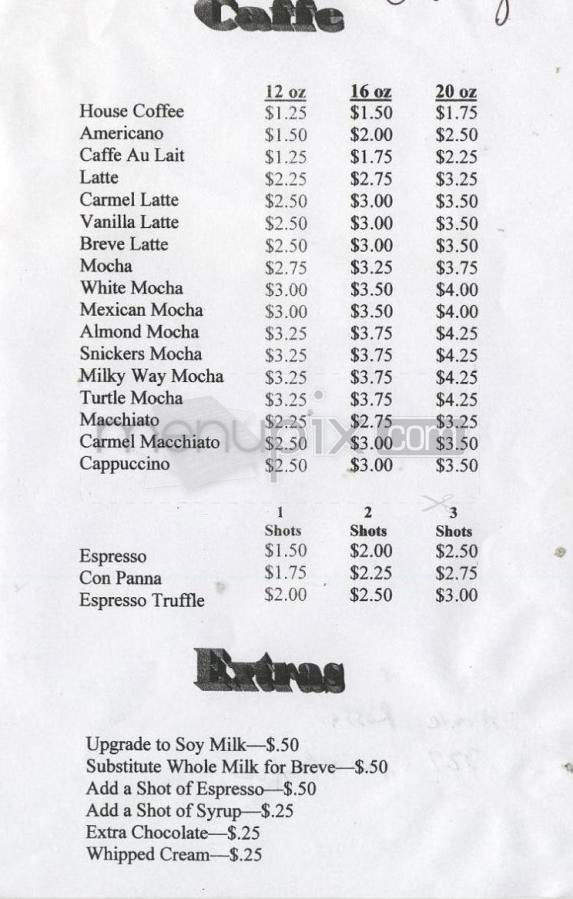 Caffe
12 oz 16 oz 20 oz
House Coffee $1.25 $1.50 $1.75
Americano $1.50 $2.00 $2.50
Caffe Au Lait $1.25 $1.75 $2.25
Latte $2.25 $2.75 $3.25
Carmel Latte $2.50 $3.00 $3.50
Vanilla Latte $2.50 $3.00 $3.50
Breve Latte $2.50 $3.00 $3.50
Mocha $2.75 $3.25 $3.75
White Mocha $3.00 $3.50 $4.00
Mexican Mocha $3.00 $3.50 $4.00
Almond Mocha $3.25 $3.75 $4.25
Snickers Mocha $3.25 $3.75 $4.25
Milky Way Mocha $3.25 $3.75 $4.25
Turtle Mocha $3.25 $3.75 $4.25
Macchiato $2.25 $2.75 $3.25
Carmel Macchiato $2.50 $3.00 $3.50
menupix.com
Cappuccino $2.50 $3.00 $3.50
1 2 3
Shots Shots Shots
Espresso $1.50 $2.00 $2.50
Con Panna $1.75 $2.25 $2.75
Espresso Truffle $2.00 $2.50 $3.00
Extras
Upgrade to Soy Milk—$.50
Substitute Whole Milk for Breve—$.50
Add a Shot of Espresso—$.50
Add a Shot of Syrup—$.25
Extra Chocolate—$.25
Whipped Cream—$.25